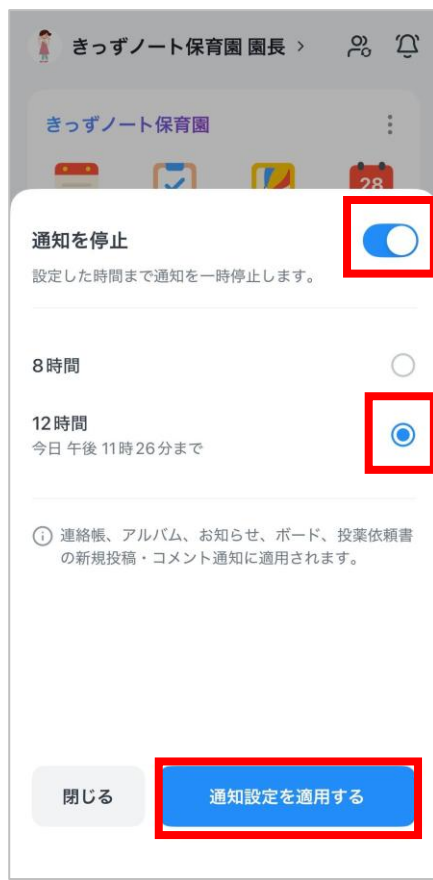 きっずノート保育園 園長 >
きっずノート保育園
28
通知を停止
設定した時間まで通知を一時停止します。
8時間
12時間
今日 午後 11時26分まで
連絡帳、アルバム、お知らせ、ボード、投薬依頼書
の新規投稿・コメント通知に適用されます。
閉じる
通知設定を適用する